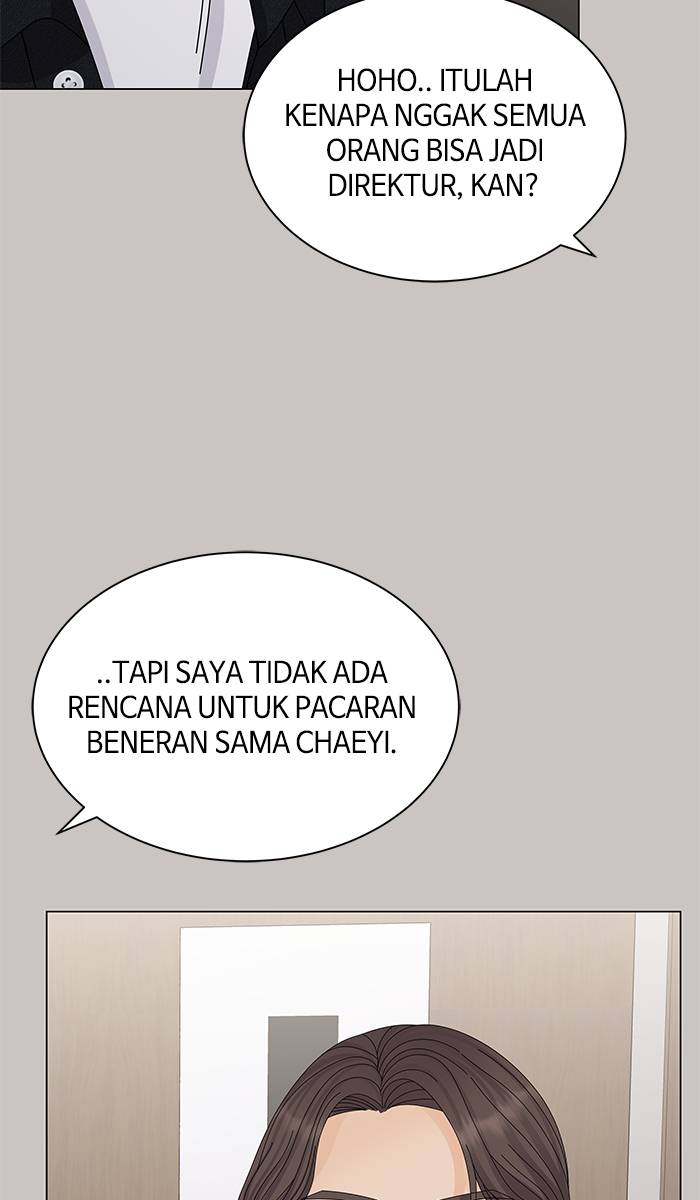 HOHO.. ITULAH
KENAPA NGGAK SEMUA
ORANG BISA JADI
DIREKTUR, KAN?
..TAPI SAYA TIDAK ADA
RENCANA UNTUK PACARAN
BENERAN SAMA CHAEYI.